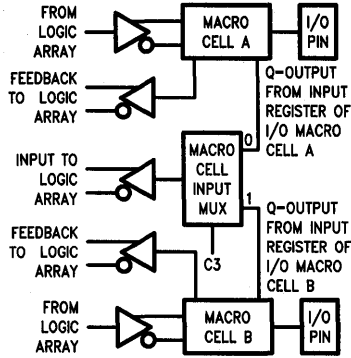 FROM
LOGIC
ARRAY
MACRO
CELL A
I/O
PIN
FEEDBACK
TO LOGIC
ARRAY
Q-OUTPUT
FROM INPUT
REGISTER OF
I/O MACRO
CELL A
INPUT TO
LOGIC
ARRAY
MACRO
CELL
INPUT
MUX
0
1
C3
FEEDBACK
TO LOGIC
ARRAY
Q-OUTPUT
FROM INPUT
REGISTER OF
I/O MACRO
CELL B
FROM
LOGIC
ARRAY
MACRO
CELL B
I/O
PIN